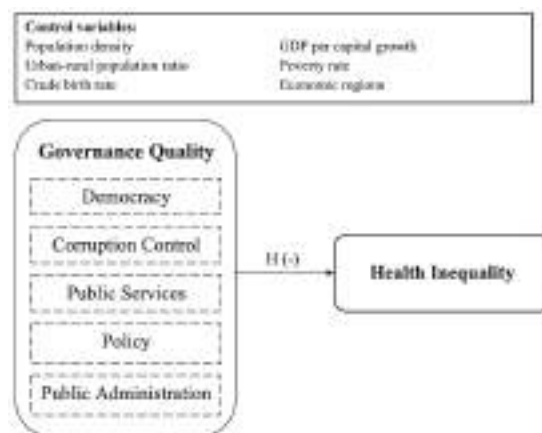 Control variables:
Population density
GDP per capital growth
Urban-rural population ratio
Poverty rate
Crude birth rate
Economic regions
Governance Quality
Democracy
Corruption Control
H (-)
Health Inequality
Public Services
Policy
Public Administration